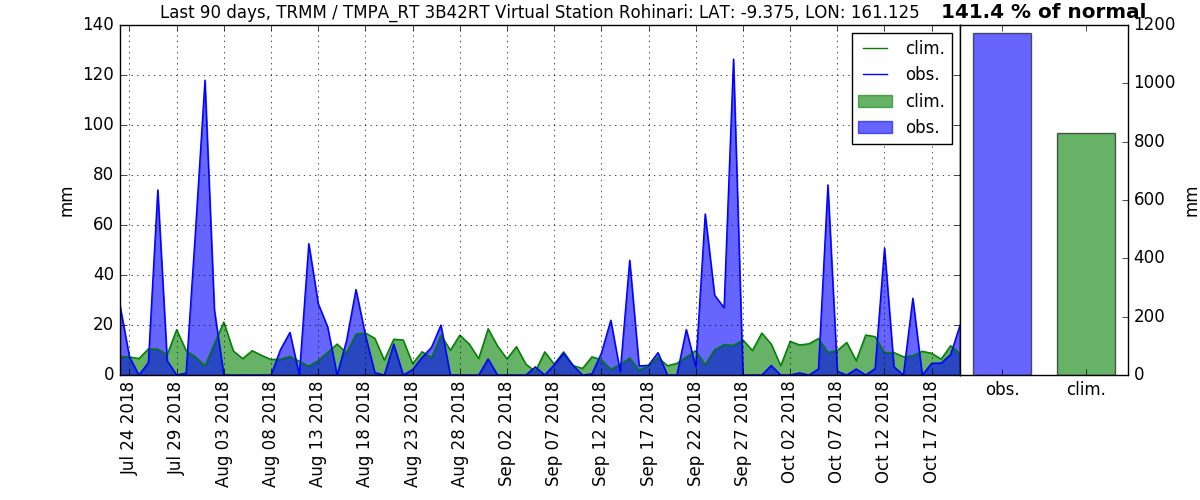 Last 90 days, TRMM / TMPA_RT 3B42RT Virtual Station Rohinari: LAT: -9.375, LON: 161.125
141.4 % of normal
140
120
100
80
60
40
20
0
mm
clim.
obs.
clim.
obs.
1200
1000
800
600
400
200
0
mm
Jul 24 2018
Jul 29 2018
Aug 03 2018
Aug 08 2018
Aug 13 2018
Aug 18 2018
Aug 23 2018
Aug 28 2018
Sep 02 2018
Sep 07 2018
Sep 12 2018
Sep 17 2018
Sep 22 2018
Sep 27 2018
Oct 02 2018
Oct 07 2018
Oct 12 2018
Oct 17 2018
obs.
clim.